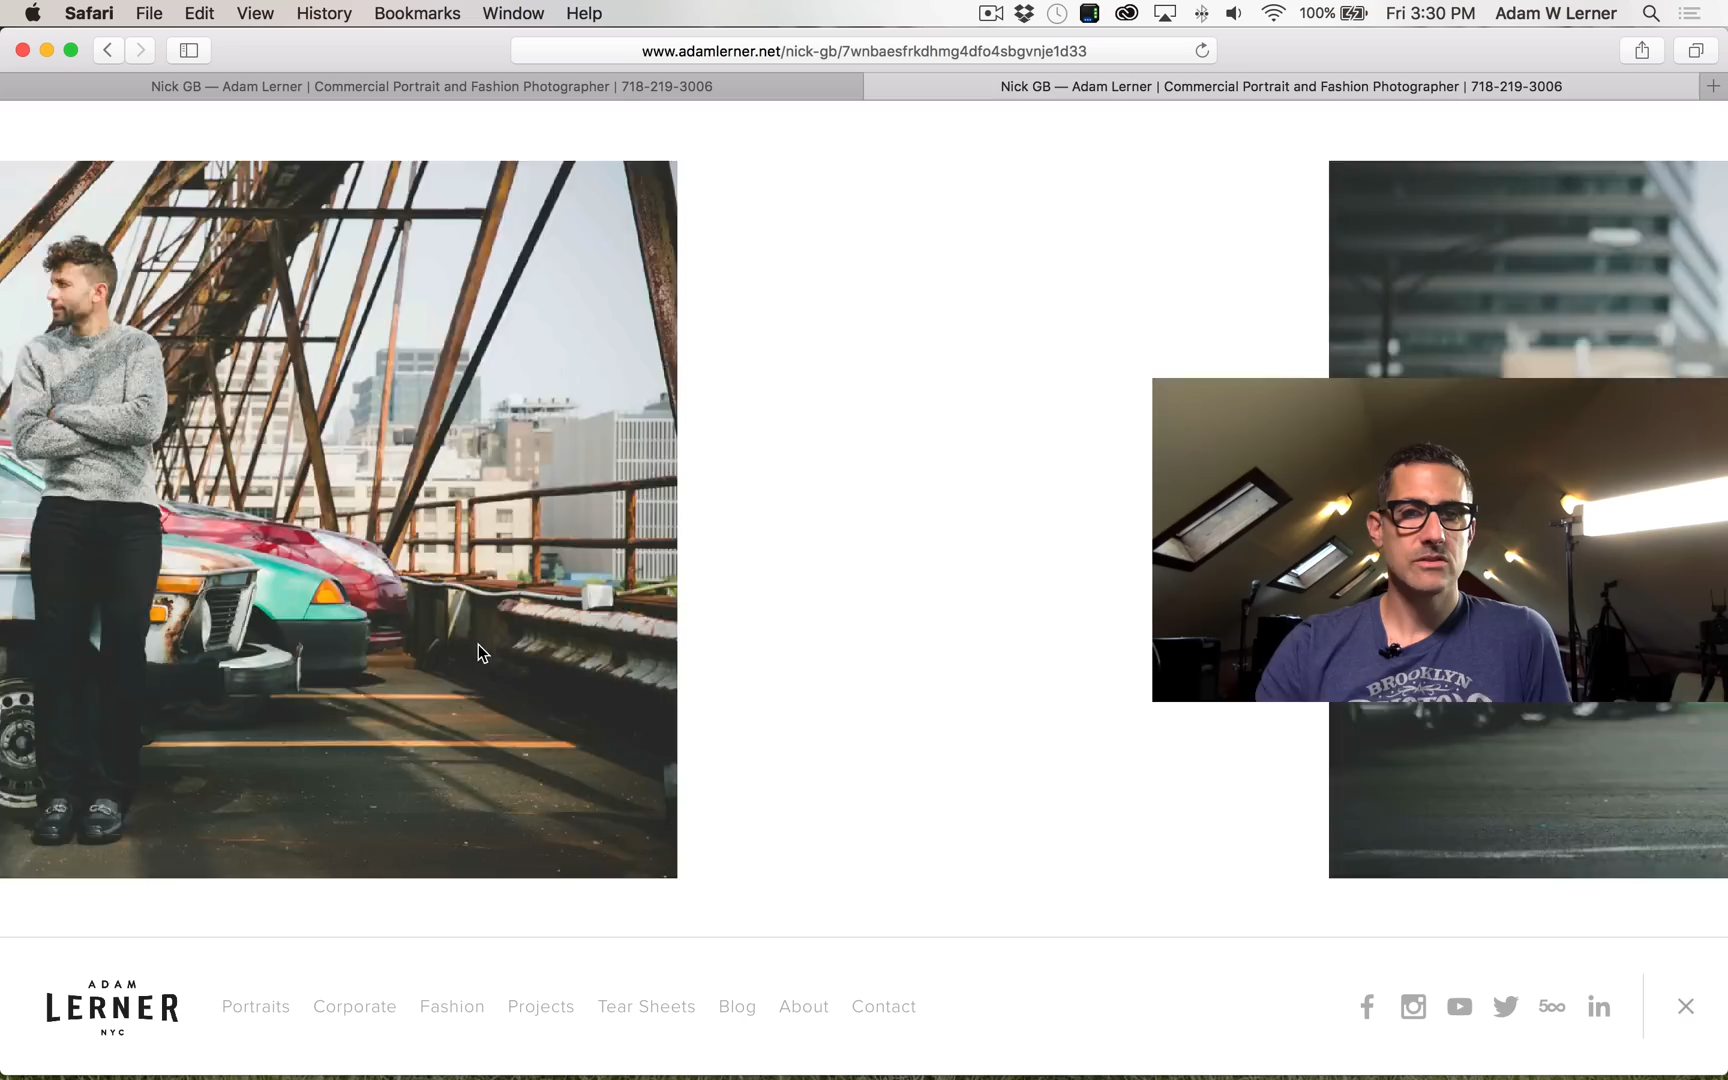 Safari File Edit View History Bookmarks Window Help 100% Fri 3:30 PM Adam W Lerner
www.adamlerner.net/nick-gb/7wnbaesfrkdhmg4dfo4sbgvnje1d33
Nick GB — Adam Lerner | Commercial Portrait and Fashion Photographer | 718-219-3006
Nick GB — Adam Lerner | Commercial Portrait and Fashion Photographer | 718-219-3006
BROOKLYN
ADAM
LERNER
NYC
Portraits Corporate Fashion Projects Tear Sheets Blog About Contact
500
in